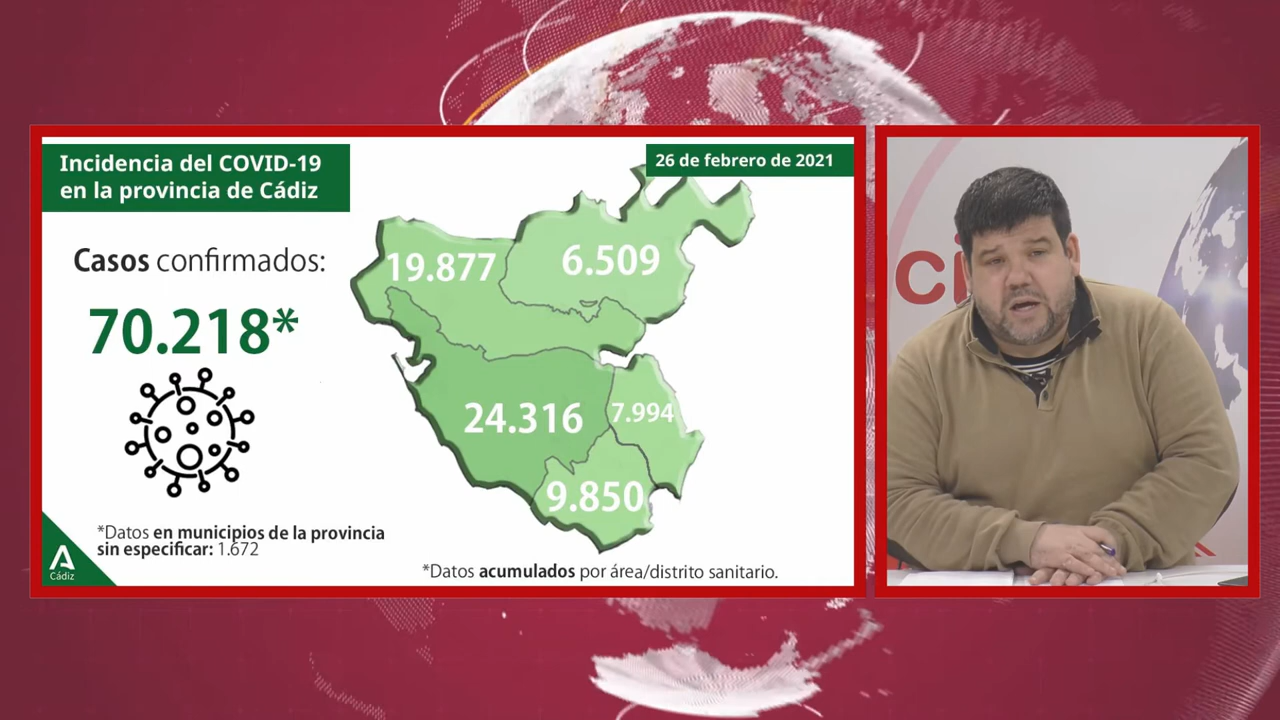 Incidencia del COVID-19
en la provincia de Cádiz
26 de febrero de 2021
Casos confirmados:
70.218*
19.877
6.509
24.316
7.994
9.850
*Datos en municipios de la provincia
sin especificar: 1.672
Cádiz
*Datos acumulados por área/distrito sanitario.